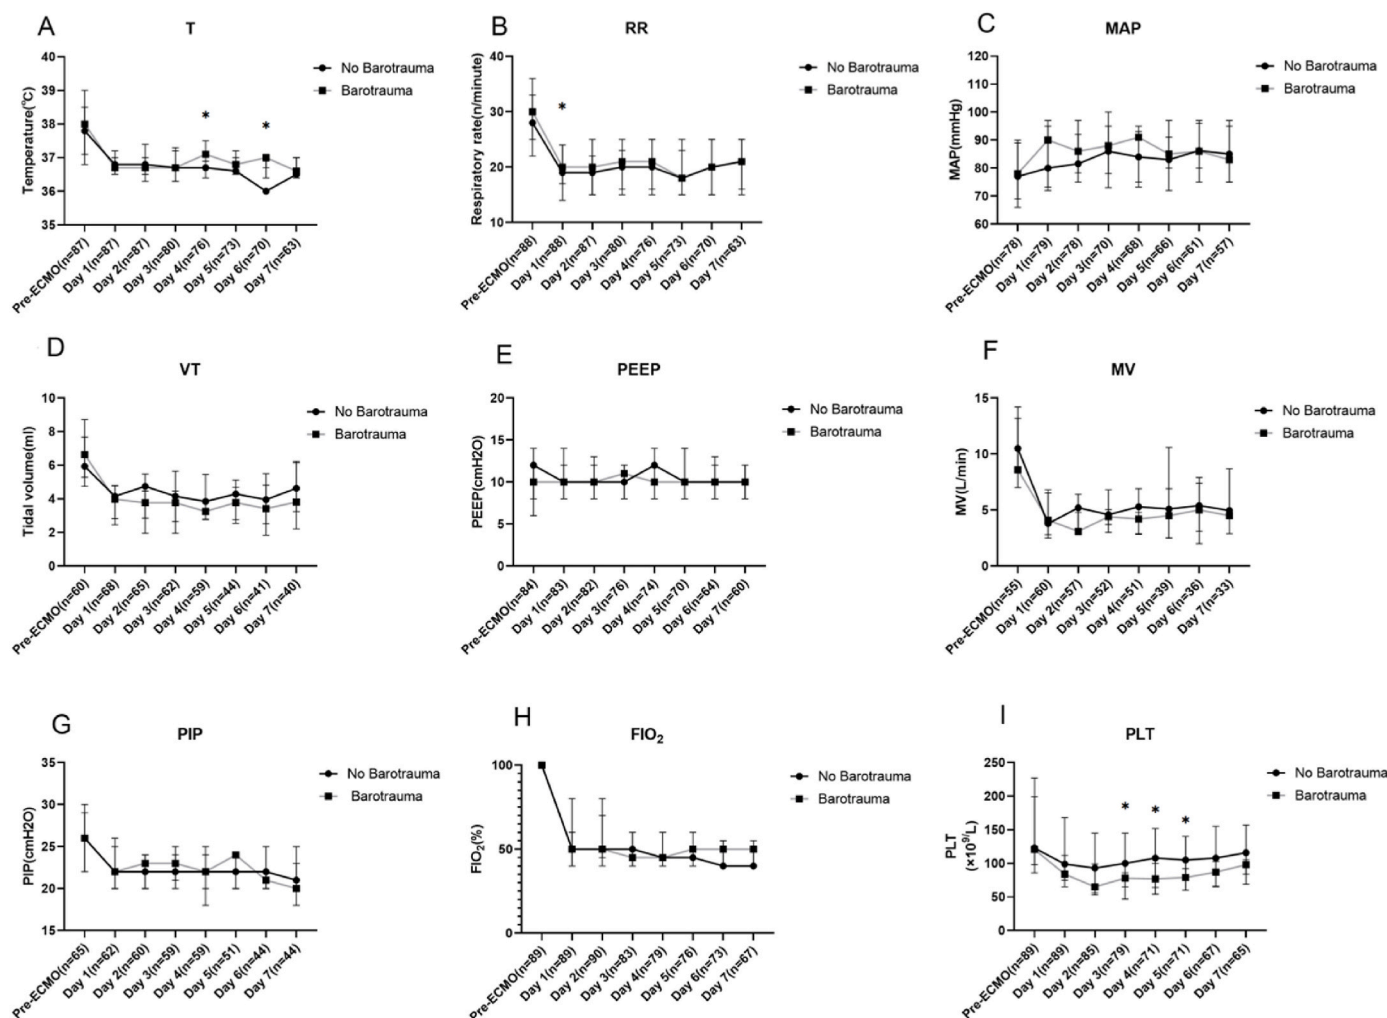 A
T
Temperature(°C)
40
39
38
37
36
35
*
*
No Barotrauma
Barotrauma
Pre-ECMO(n=87)
Day 1(n=87)
Day 2(n=87)
Day 3(n=80)
Day 4(n=76)
Day 5(n=73)
Day 6(n=70)
Day 7(n=63)
B
RR
Respiratory rate(n/minute)
40
30
20
10
*
No Barotrauma
Barotrauma
Pre-ECMO(n=88)
Day 1(n=88)
Day 2(n=87)
Day 3(n=80)
Day 4(n=76)
Day 5(n=73)
Day 6(n=70)
Day 7(n=63)
C
MAP
MAP(mmHg)
120
110
100
90
80
70
60
No Barotrauma
Barotrauma
Pre-ECMO(n=78)
Day 1(n=79)
Day 2(n=78)
Day 3(n=70)
Day 4(n=68)
Day 5(n=66)
Day 6(n=61)
Day 7(n=57)
D
VT
Tidal volume(ml)
10
8
6
4
2
0
No Barotrauma
Barotrauma
Pre-ECMO(n=60)
Day 1(n=68)
Day 2(n=65)
Day 3(n=62)
Day 4(n=59)
Day 5(n=44)
Day 6(n=41)
Day 7(n=40)
E
PEEP
PEEP(cmH2O)
20
15
10
5
0
No Barotrauma
Barotrauma
Pre-ECMO(n=84)
Day 1(n=83)
Day 2(n=82)
Day 3(n=76)
Day 4(n=74)
Day 5(n=70)
Day 6(n=64)
Day 7(n=60)
F
MV
MV(L/min)
15
10
5
0
No Barotrauma
Barotrauma
Pre-ECMO(n=55)
Day 1(n=60)
Day 2(n=57)
Day 3(n=52)
Day 4(n=51)
Day 5(n=39)
Day 6(n=36)
Day 7(n=33)
G
PIP
PIP(cmH2O)
35
30
25
20
15
No Barotrauma
Barotrauma
Pre-ECMO(n=65)
Day 1(n=62)
Day 2(n=60)
Day 3(n=59)
Day 4(n=59)
Day 5(n=51)
Day 6(n=44)
Day 7(n=44)
H
FIO₂
FIO₂(%)
100
50
0
No Barotrauma
Barotrauma
Pre-ECMO(n=89)
Day 1(n=89)
Day 2(n=90)
Day 3(n=83)
Day 4(n=79)
Day 5(n=76)
Day 6(n=73)
Day 7(n=67)
I
PLT
PLT
(×10⁹/L)
250
200
150
100
50
0
*
*
*
No Barotrauma
Barotrauma
Pre-ECMO(n=89)
Day 1(n=89)
Day 2(n=85)
Day 3(n=79)
Day 4(n=71)
Day 5(n=71)
Day 6(n=67)
Day 7(n=65)